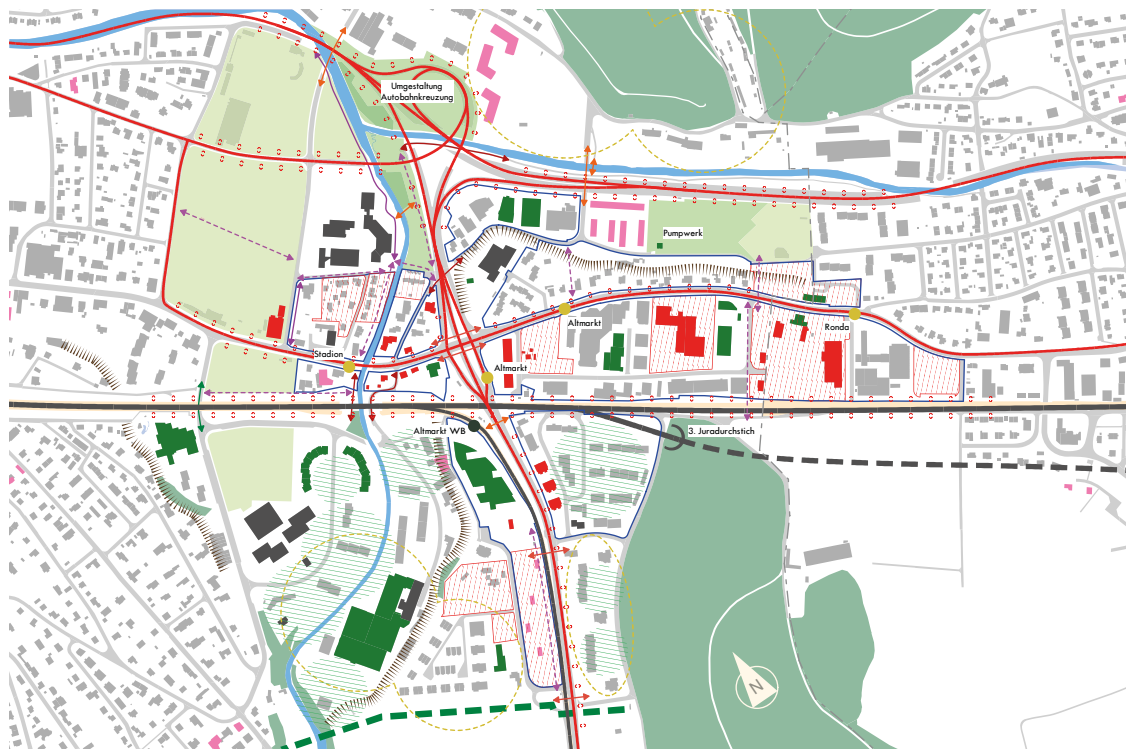 Umgestaltung
Autobahnkreuzung
Pumpwerk
Altmarkt
Ronda
Stadion
Altmarkt
Altmarkt WB
3. Juradurchstich
N